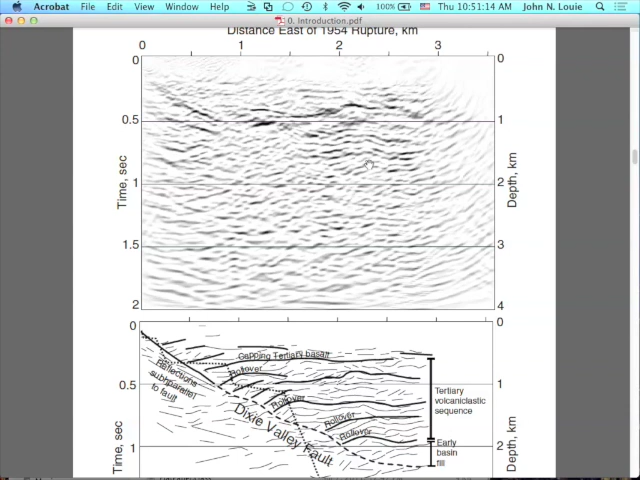 Acrobat File Edit View Window Help 100% Thu 10:51:14 AM John N. Louie
0. Introduction.pdf
Distance East of 1954 Rupture, km
0 1 2 3
0 0
0.5 1
1 2
1.5 3
2 4
Time, sec
Depth, km
0 0
Capping Tertiary basalt
Rollover
Reflections
subparallel
to fault
0.5 1
Rollover
Tertiary
volcaniclastic
sequence
Dixie Valley Fault
Rollover
Rollover
Early
basin
fill
1 2
Time, sec
Depth, km